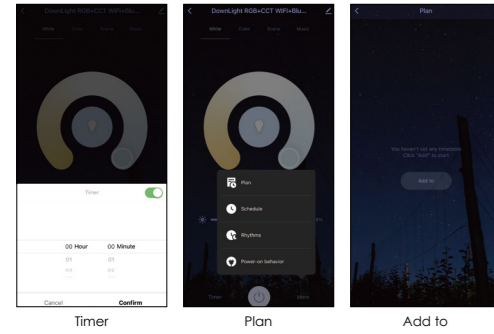 DownLight RGB+CCT WIFI+Blu...
White Color Scene Music
Timer
00 Hour 00 Minute
01 01
Cancel Confirm
Timer
DownLight RGB+CCT WIFI+Blu...
White Color Scene Music
Plan
Schedule
Rhythms
Power-on behavior
Timer More
Plan
Plan
You haven't set any timetable
Click "Add" to start
Add to
Add to